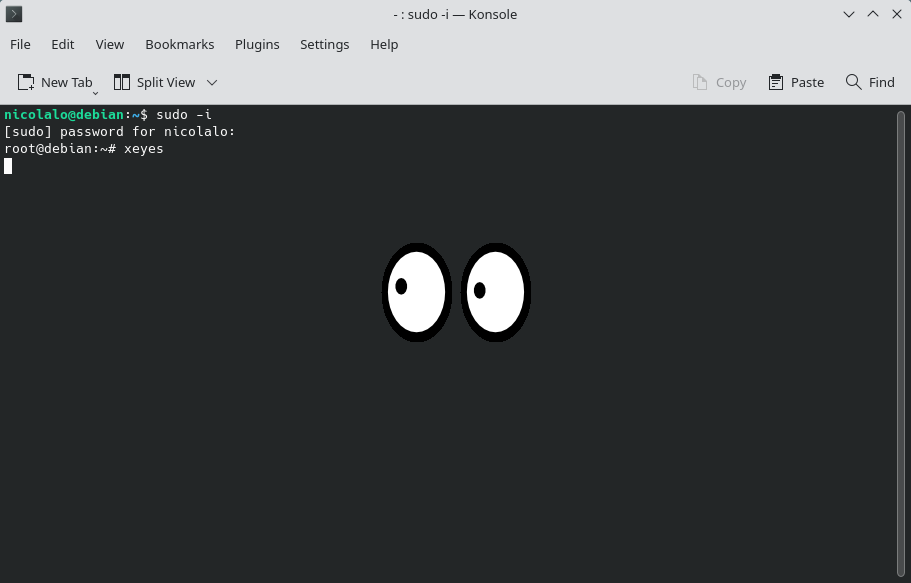 - : sudo -i — Konsole
File Edit View Bookmarks Plugins Settings Help
New Tab Split View Copy Paste Find
nicolalo@debian:~$ sudo -i
[sudo] password for nicolalo:
root@debian:~# xeyes